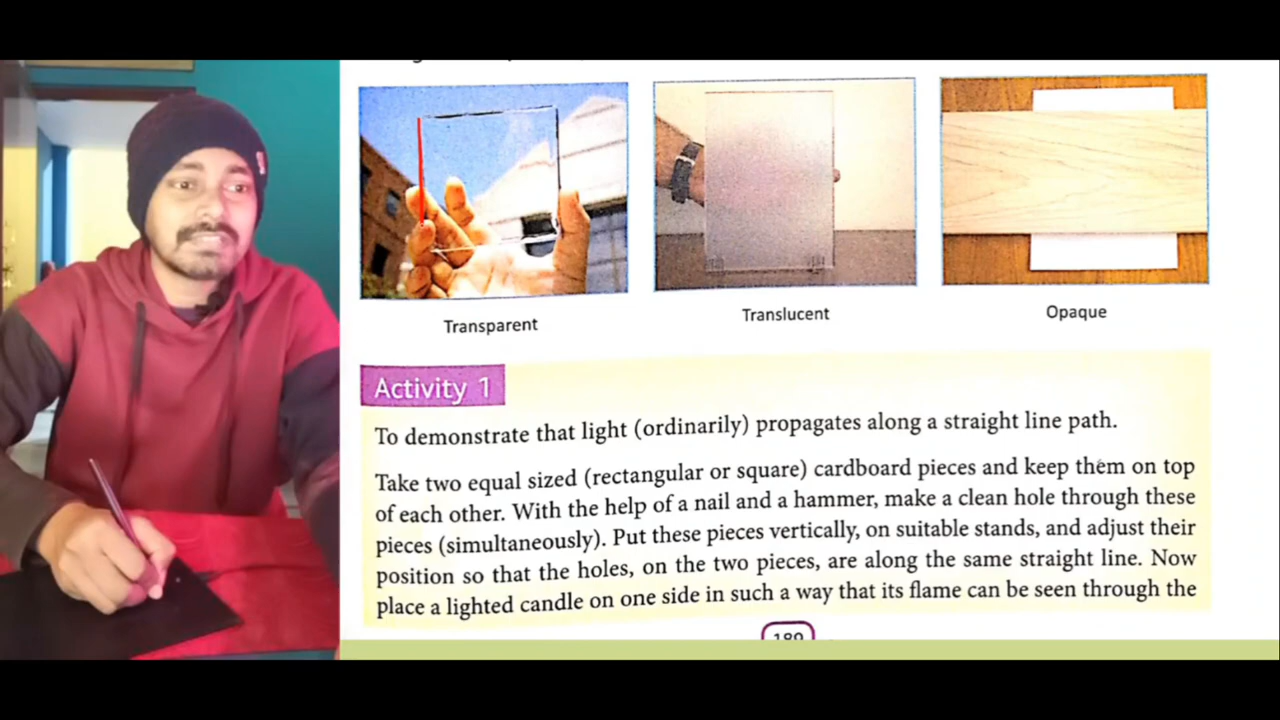 Transparent
Translucent
Opaque
Activity 1
To demonstrate that light (ordinarily) propagates along a straight line path.
Take two equal sized (rectangular or square) cardboard pieces and keep them on top
of each other. With the help of a nail and a hammer, make a clean hole through these
pieces (simultaneously). Put these pieces vertically, on suitable stands, and adjust their
position so that the holes, on the two pieces, are along the same straight line. Now
place a lighted candle on one side in such a way that its flame can be seen through the